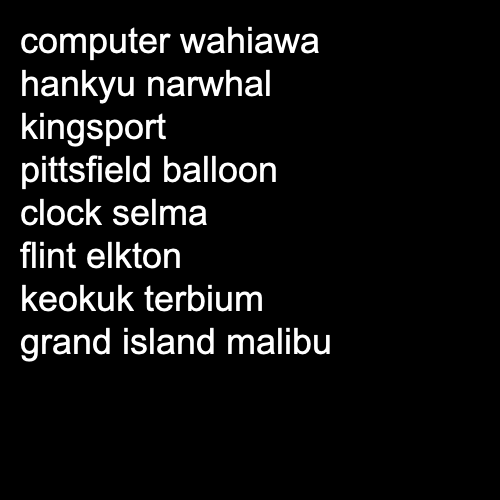 computer wahiawa
hankyu narwhal
kingsport
pittsfield balloon
clock selma
flint elkton
keokuk terbium
grand island malibu